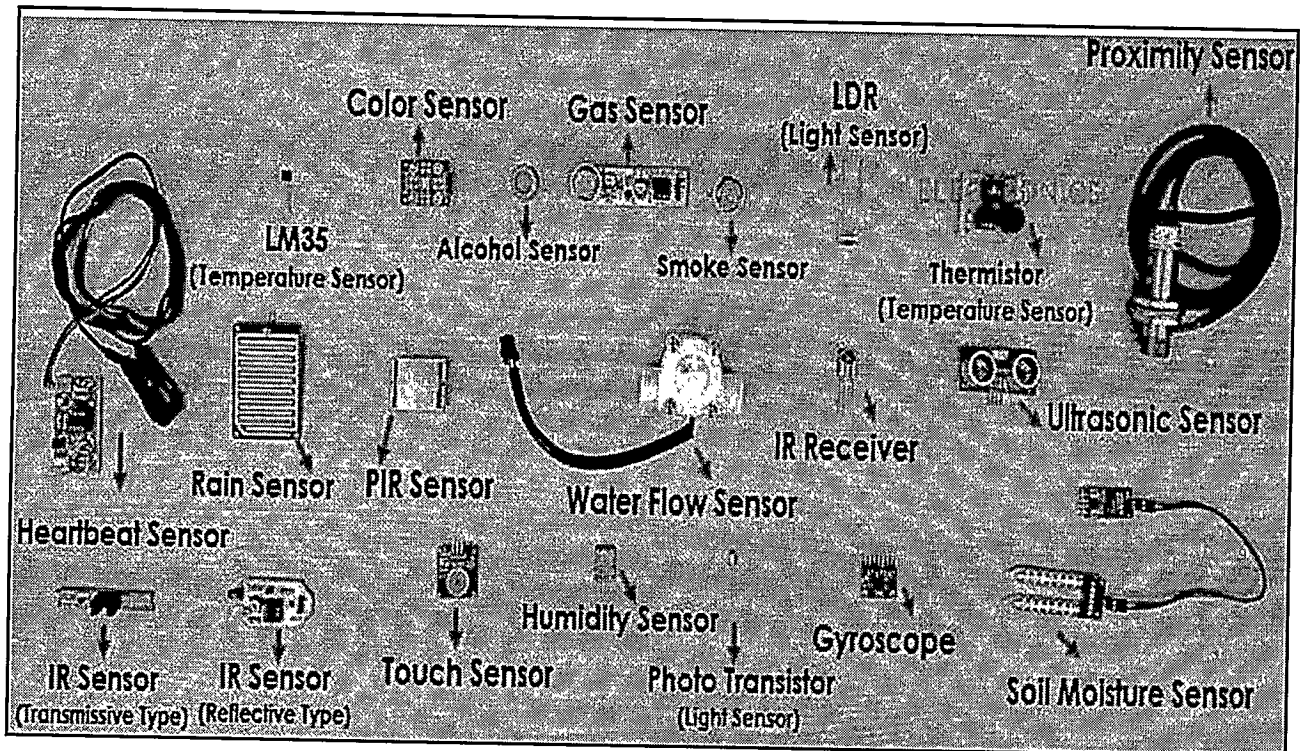 Proximity Sensor
Color Sensor
Gas Sensor
LDR
(Light Sensor)
LM35
(Temperature Sensor)
Alcohol Sensor
Smoke Sensor
Thermistor
(Temperature Sensor)
Rain Sensor
PIR Sensor
Water Flow Sensor
IR Receiver
Ultrasonic Sensor
Heartbeat Sensor
IR Sensor
(Transmissive Type)
IR Sensor
(Reflective Type)
Touch Sensor
Humidity Sensor
Photo Transistor
(Light Sensor)
Gyroscope
Soil Moisture Sensor